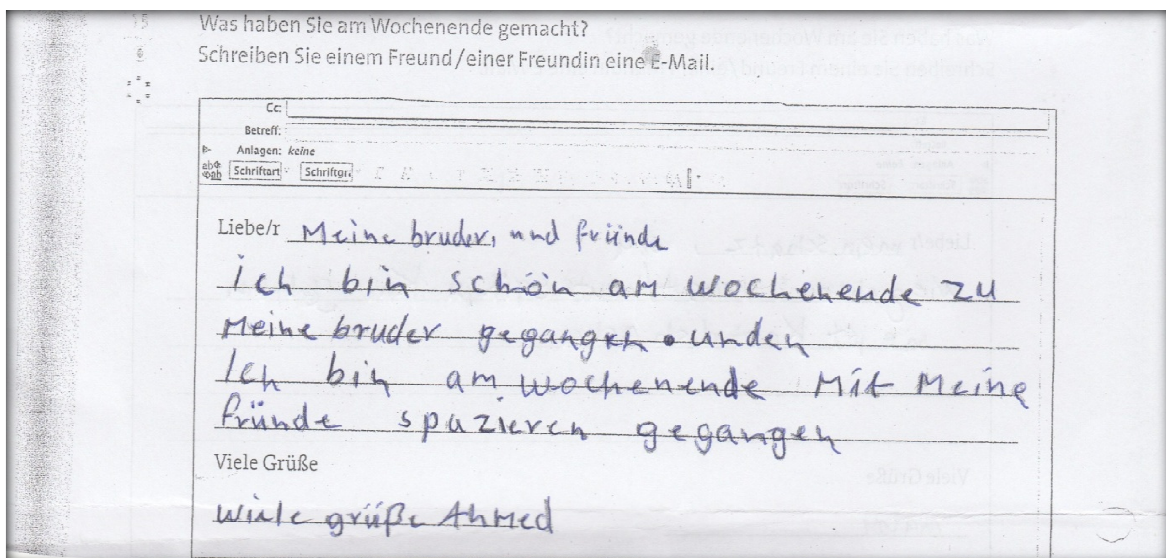 15 Was haben Sie am Wochenende gemacht?
6 Schreiben Sie einem Freund/einer Freundin eine E-Mail.
Cc:
Betreff:
Anlagen: keine
Schriftart Schriftgr.
Liebe/r Meine bruder, und fründe
ich bin schön am wochenende zu
Meine bruder gegangen. unden
Ich bin am wochenende Mit Meine
fründe spazieren gegangen
Viele Grüße
Wiele grüße Ahmed